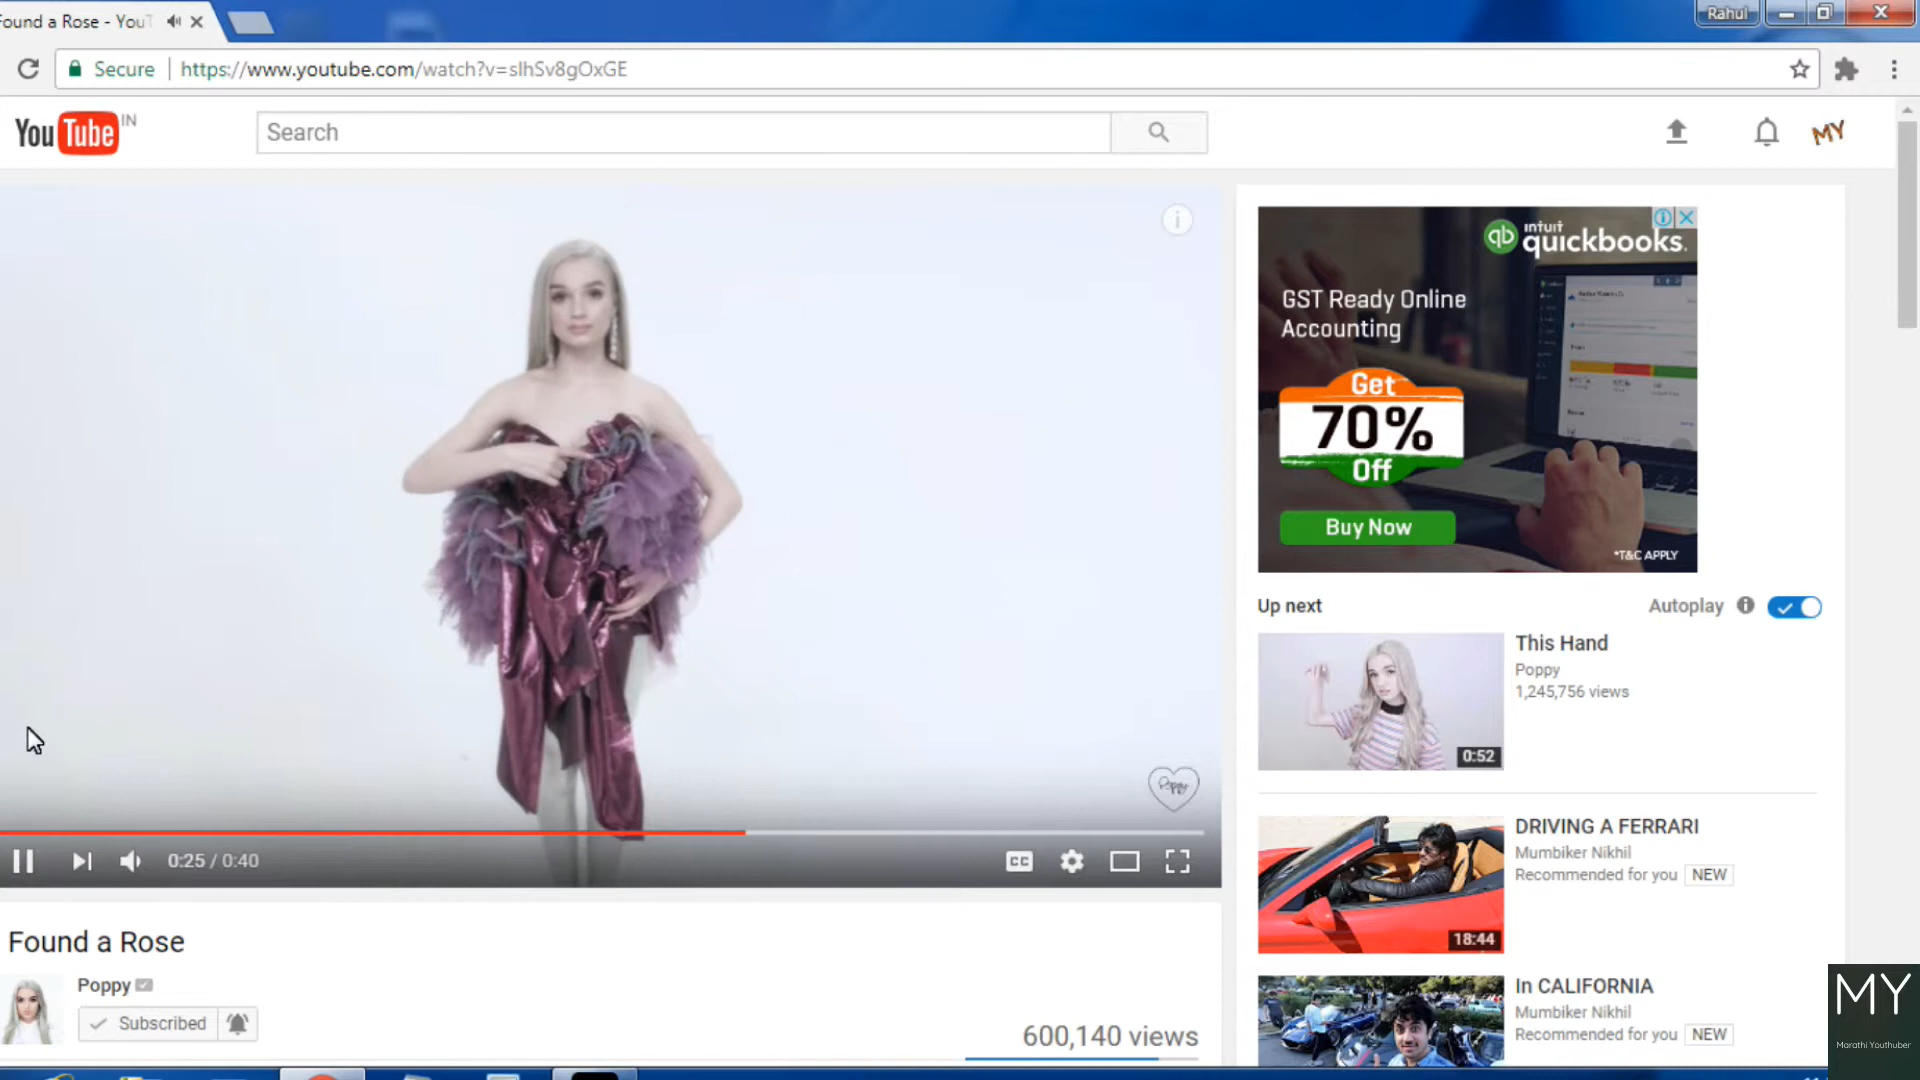 Found a Rose - YouT
Rahul
Secure
https://www.youtube.com/watch?v=slhSv8gOxGE
YouTube IN
Search
MY
intuit
qb quickbooks.
GST Ready Online
Accounting
Get
70%
Off
Buy Now
*T&C APPLY
Up next
Autoplay
This Hand
Poppy
1,245,756 views
0:52
Poppy
DRIVING A FERRARI
Mumbiker Nikhil
Recommended for you NEW
18:44
CC
0:25 / 0:40
Found a Rose
Poppy
Subscribed
600,140 views
In CALIFORNIA
Mumbiker Nikhil
Recommended for you NEW
MY
Marathi Youthuber